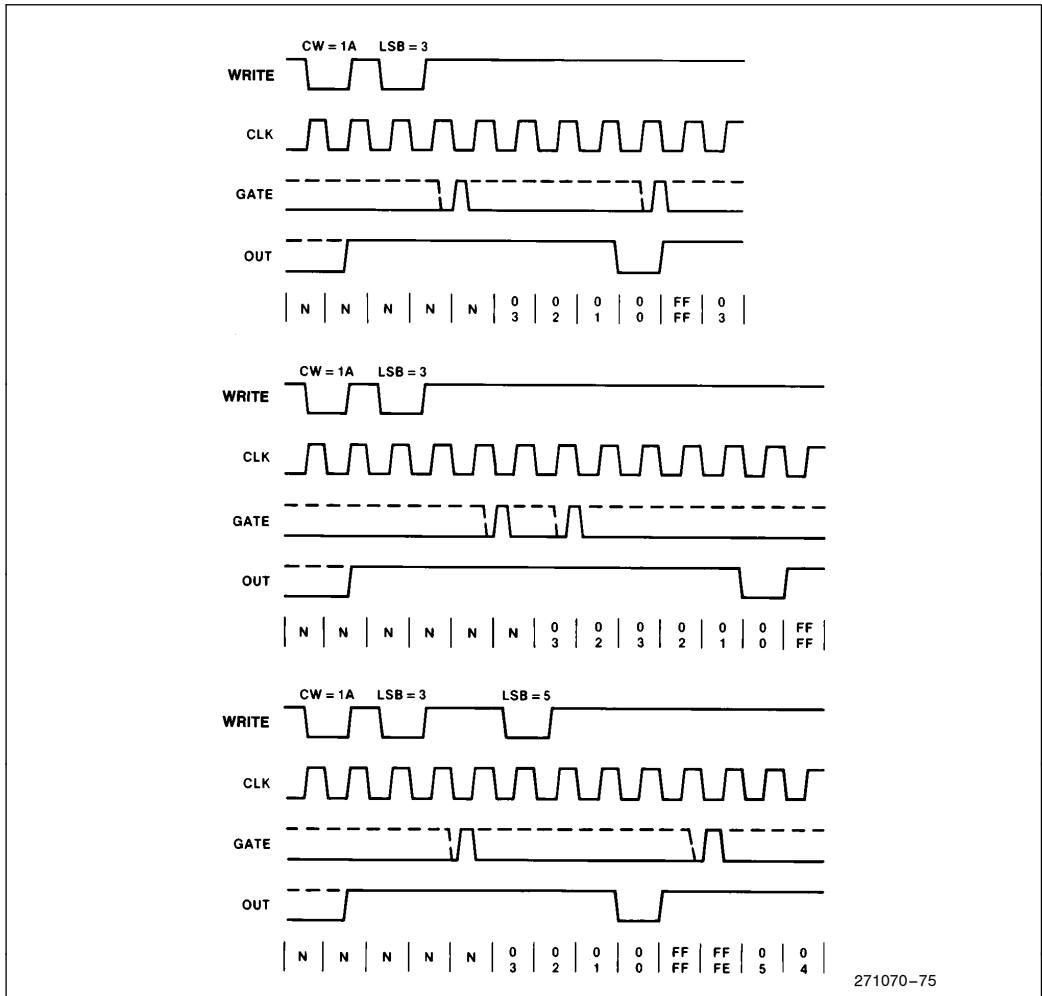 CW = 1A LSB = 3
WRITE
CLK
GATE
OUT
N N N N N 0 0 0 0 FF 0
3 2 1 0 FF 3
CW = 1A LSB = 3
WRITE
CLK
GATE
OUT
N N N N N N 0 0 0 0 0 0 FF
3 2 3 2 1 0 FF
CW = 1A LSB = 3 LSB = 5
WRITE
CLK
GATE
OUT
N N N N N 0 0 0 0 FF FF 0 0
3 2 1 0 FF FE 5 4
271070–75